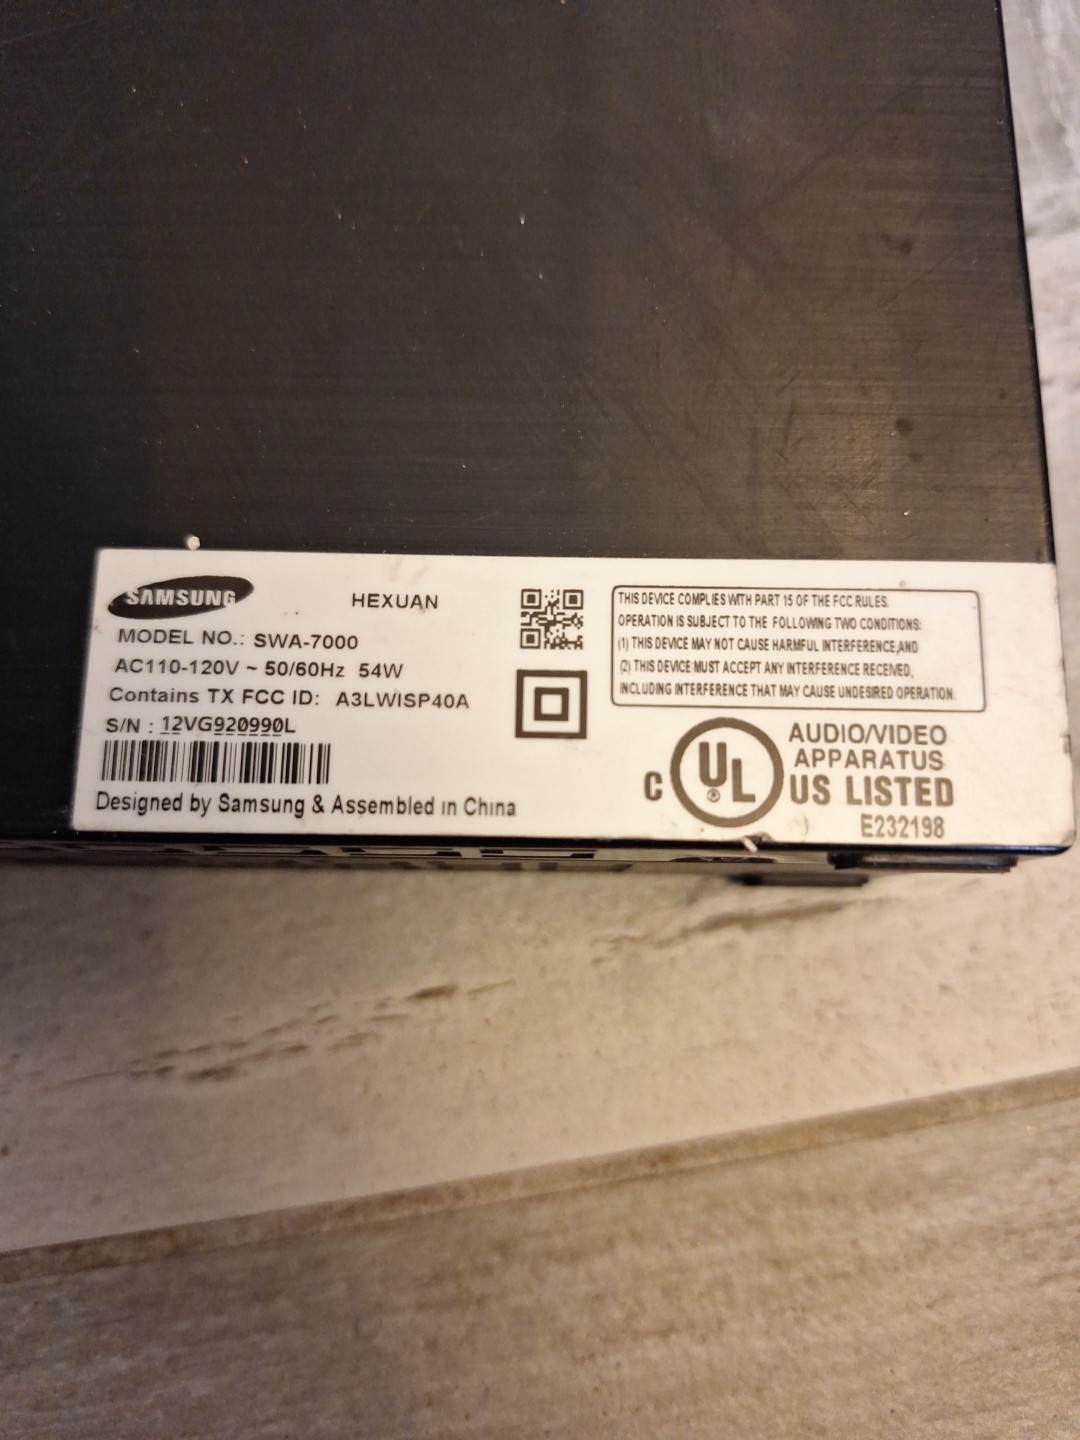 SAMSUNG
HEXUAN
MODEL NO.: SWA-7000
AC110-120V ~ 50/60Hz 54W
Contains TX FCC ID: A3LWISP40A
S/N : 12VG920990L
Designed by Samsung & Assembled in China
THIS DEVICE COMPLIES WITH PART 15 OF THE FCC RULES.
OPERATION IS SUBJECT TO THE FOLLOWING TWO CONDITIONS:
(1) THIS DEVICE MAY NOT CAUSE HARMFUL INTERFERENCE,AND
(2) THIS DEVICE MUST ACCEPT ANY INTERFERENCE RECEIVED,
INCLUDING INTERFERENCE THAT MAY CAUSE UNDESIRED OPERATION.
C UL ® US LISTED
AUDIO/VIDEO
APPARATUS
E232198